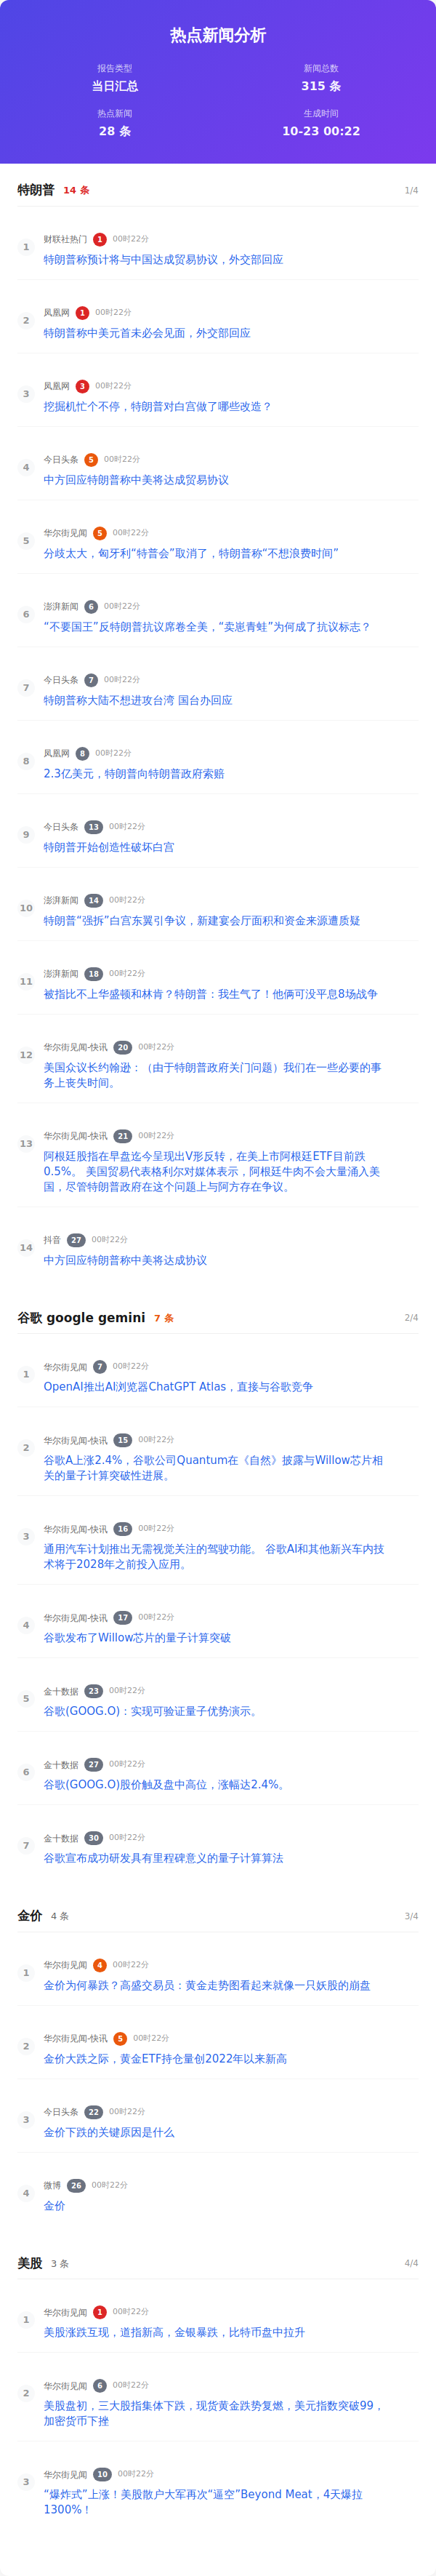 热点新闻分析
报告类型
新闻总数
当日汇总
315 条
热点新闻
生成时间
28 条
10-23 00:22
特朗普 14 条 1/4
1
财联社热门 1 00时22分
特朗普称预计将与中国达成贸易协议，外交部回应
2
凤凰网 1 00时22分
特朗普称中美元首未必会见面，外交部回应
3
凤凰网 3 00时22分
挖掘机忙个不停，特朗普对白宫做了哪些改造？
4
今日头条 5 00时22分
中方回应特朗普称中美将达成贸易协议
5
华尔街见闻 5 00时22分
分歧太大，匈牙利“特普会”取消了，特朗普称“不想浪费时间”
6
澎湃新闻 6 00时22分
“不要国王”反特朗普抗议席卷全美，“卖崽青蛙”为何成了抗议标志？
7
今日头条 7 00时22分
特朗普称大陆不想进攻台湾 国台办回应
8
凤凰网 8 00时22分
2.3亿美元，特朗普向特朗普政府索赔
9
今日头条 13 00时22分
特朗普开始创造性破坏白宫
10
澎湃新闻 14 00时22分
特朗普“强拆”白宫东翼引争议，新建宴会厅面积和资金来源遭质疑
11
澎湃新闻 18 00时22分
被指比不上华盛顿和林肯？特朗普：我生气了！他俩可没平息8场战争
12
华尔街见闻-快讯 20 00时22分
美国众议长约翰逊：（由于特朗普政府关门问题）我们在一些必要的事
务上丧失时间。
13
华尔街见闻-快讯 21 00时22分
阿根廷股指在早盘迄今呈现出V形反转，在美上市阿根廷ETF目前跌
0.5%。 美国贸易代表格利尔对媒体表示，阿根廷牛肉不会大量涌入美
国，尽管特朗普政府在这个问题上与阿方存在争议。
14
抖音 27 00时22分
中方回应特朗普称中美将达成协议
谷歌 google gemini 7 条 2/4
1
华尔街见闻 7 00时22分
OpenAI推出AI浏览器ChatGPT Atlas，直接与谷歌竞争
2
华尔街见闻-快讯 15 00时22分
谷歌A上涨2.4%，谷歌公司Quantum在《自然》披露与Willow芯片相
关的量子计算突破性进展。
3
华尔街见闻-快讯 16 00时22分
通用汽车计划推出无需视觉关注的驾驶功能。 谷歌AI和其他新兴车内技
术将于2028年之前投入应用。
4
华尔街见闻-快讯 17 00时22分
谷歌发布了Willow芯片的量子计算突破
5
金十数据 23 00时22分
谷歌(GOOG.O)：实现可验证量子优势演示。
6
金十数据 27 00时22分
谷歌(GOOG.O)股价触及盘中高位，涨幅达2.4%。
7
金十数据 30 00时22分
谷歌宣布成功研发具有里程碑意义的量子计算算法
金价 4 条 3/4
1
华尔街见闻 4 00时22分
金价为何暴跌？高盛交易员：黄金走势图看起来就像一只妖股的崩盘
2
华尔街见闻-快讯 5 00时22分
金价大跌之际，黄金ETF持仓量创2022年以来新高
3
今日头条 22 00时22分
金价下跌的关键原因是什么
4
微博 26 00时22分
金价
美股 3 条 4/4
1
华尔街见闻 1 00时22分
美股涨跌互现，道指新高，金银暴跌，比特币盘中拉升
2
华尔街见闻 6 00时22分
美股盘初，三大股指集体下跌，现货黄金跌势复燃，美元指数突破99，
加密货币下挫
3
华尔街见闻 10 00时22分
“爆炸式”上涨！美股散户大军再次“逼空”Beyond Meat，4天爆拉
1300%！